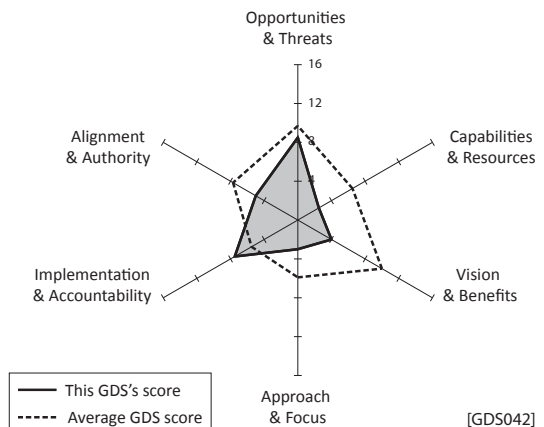 Opportunities
& Threats
16
12
8
4
Alignment
& Authority
Capabilities
& Resources
Implementation
& Accountability
Vision
& Benefits
Approach
& Focus
This GDS's score
Average GDS score
[GDS042]